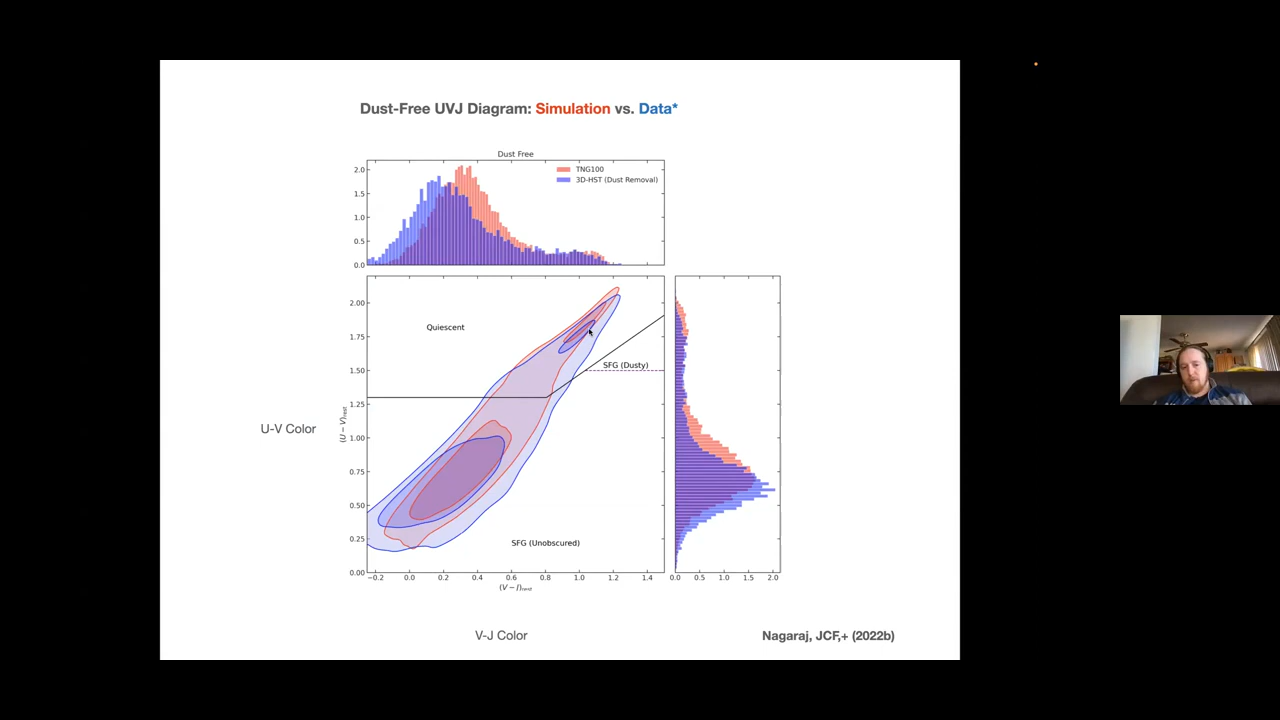 Dust-Free UVJ Diagram: Simulation vs. Data*
Dust Free
TNG100
3D-HST (Dust Removal)
2.0
1.5
1.0
0.5
0.0
Quiescent
SFG (Dusty)
SFG (Unobscured)
U-V Color
(U − V)rest
2.00
1.75
1.50
1.25
1.00
0.75
0.50
0.25
0.00
−0.2 0.0 0.2 0.4 0.6 0.8 1.0 1.2 1.4
(V − J)rest
0.0 0.5 1.0 1.5 2.0
V-J Color
Nagaraj, JCF,+ (2022b)